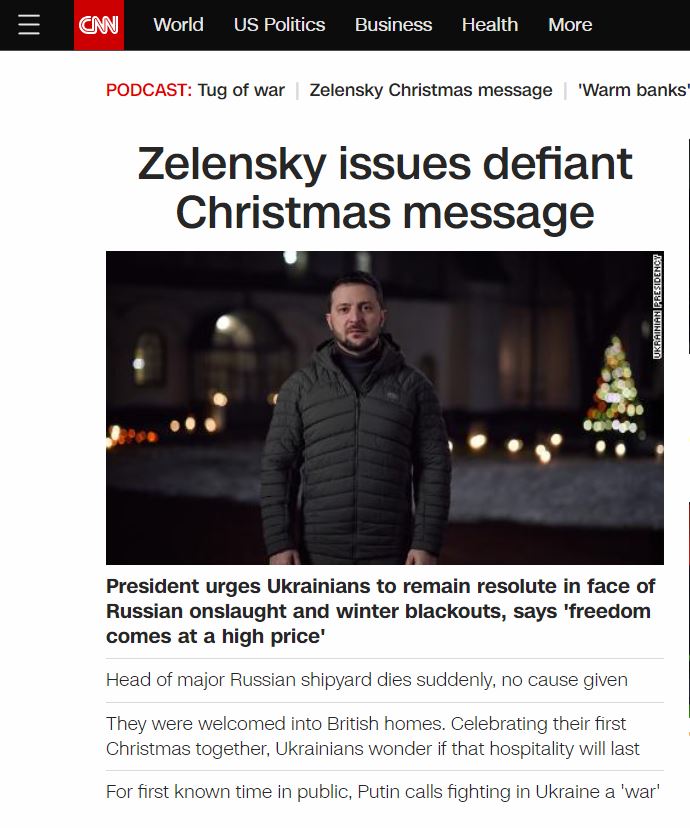 CNN World US Politics Business Health More
PODCAST: Tug of war | Zelensky Christmas message | 'Warm banks'
Zelensky issues defiant
Christmas message
UKRAINIAN PRESIDENCY
President urges Ukrainians to remain resolute in face of
Russian onslaught and winter blackouts, says 'freedom
comes at a high price'
Head of major Russian shipyard dies suddenly, no cause given
They were welcomed into British homes. Celebrating their first
Christmas together, Ukrainians wonder if that hospitality will last
For first known time in public, Putin calls fighting in Ukraine a 'war'